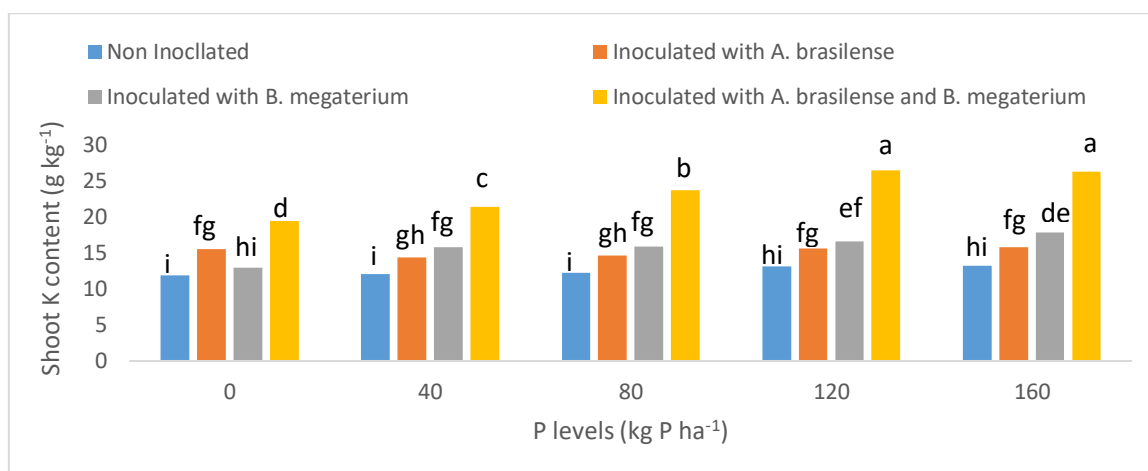 Non Inocllated
Inoculated with A. brasilense
Inoculated with B. megaterium
Inoculated with A. brasilense and B. megaterium
Shoot K content (g kg⁻¹)
30
25
20
15
10
5
0
i fg hi d
i gh fg c
i gh fg b
hi fg ef a
hi fg de a
0 40 80 120 160
P levels (kg P ha⁻¹)